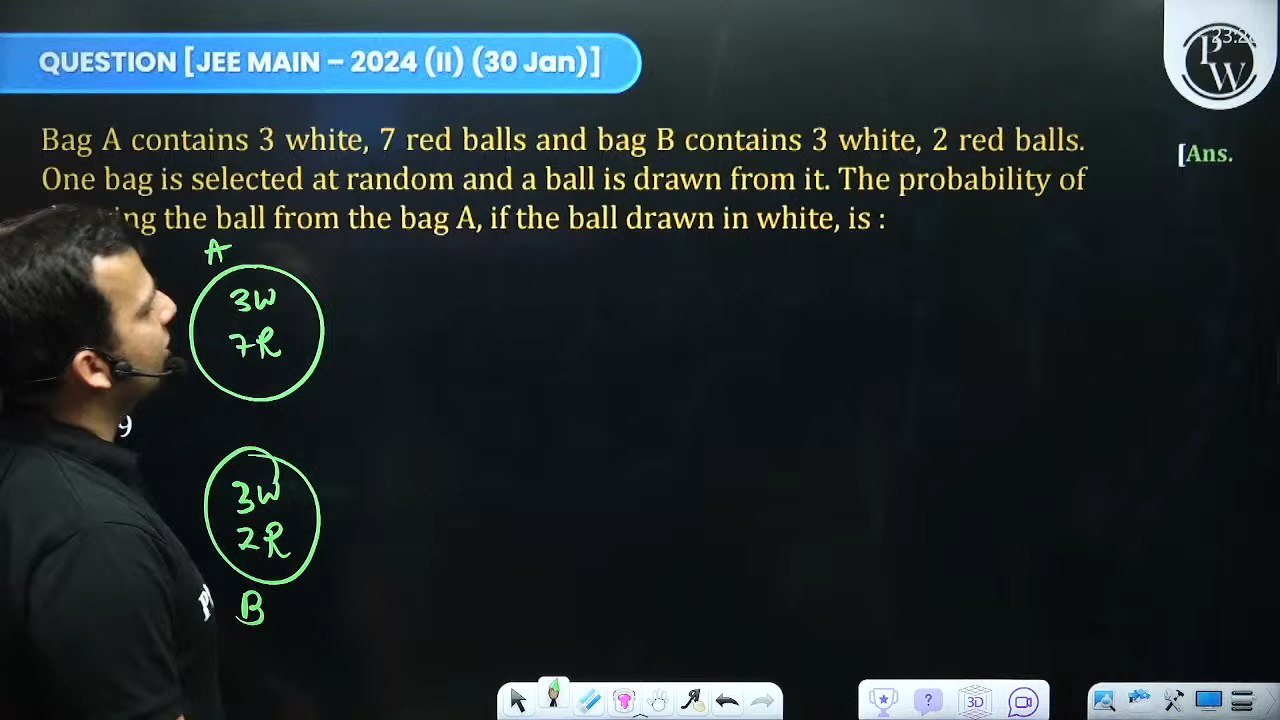 QUESTION [JEE MAIN – 2024 (II) (30 Jan)]
PW
Bag A contains 3 white, 7 red balls and bag B contains 3 white, 2 red balls.
[Ans.
One bag is selected at random and a ball is drawn from it. The probability of
the ball from the bag A, if the ball drawn in white, is :
A
3W
7R
3W
2R
B
?
3D